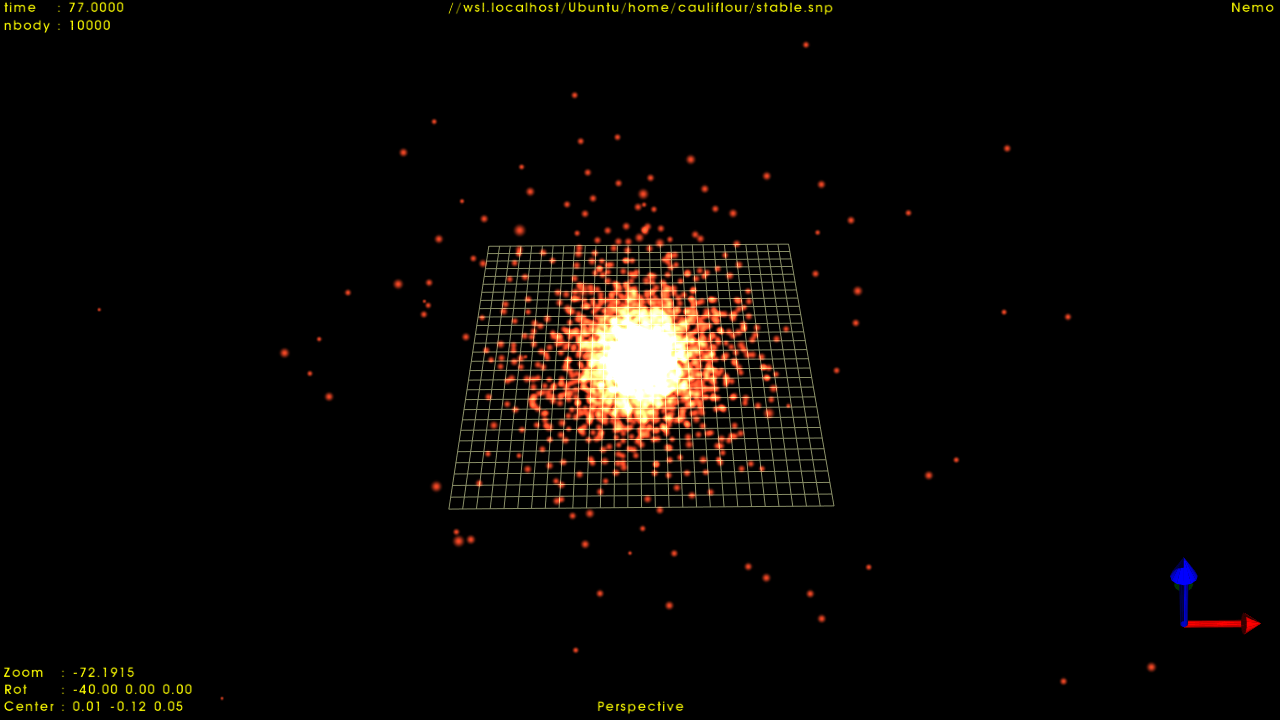 time : 77.0000
nbody : 10000
//wsl.localhost/Ubuntu/home/cauliflour/stable.snp
Nemo
Zoom : -72.1915
Rot : -40.00 0.00 0.00
Center : 0.01 -0.12 0.05
Perspective